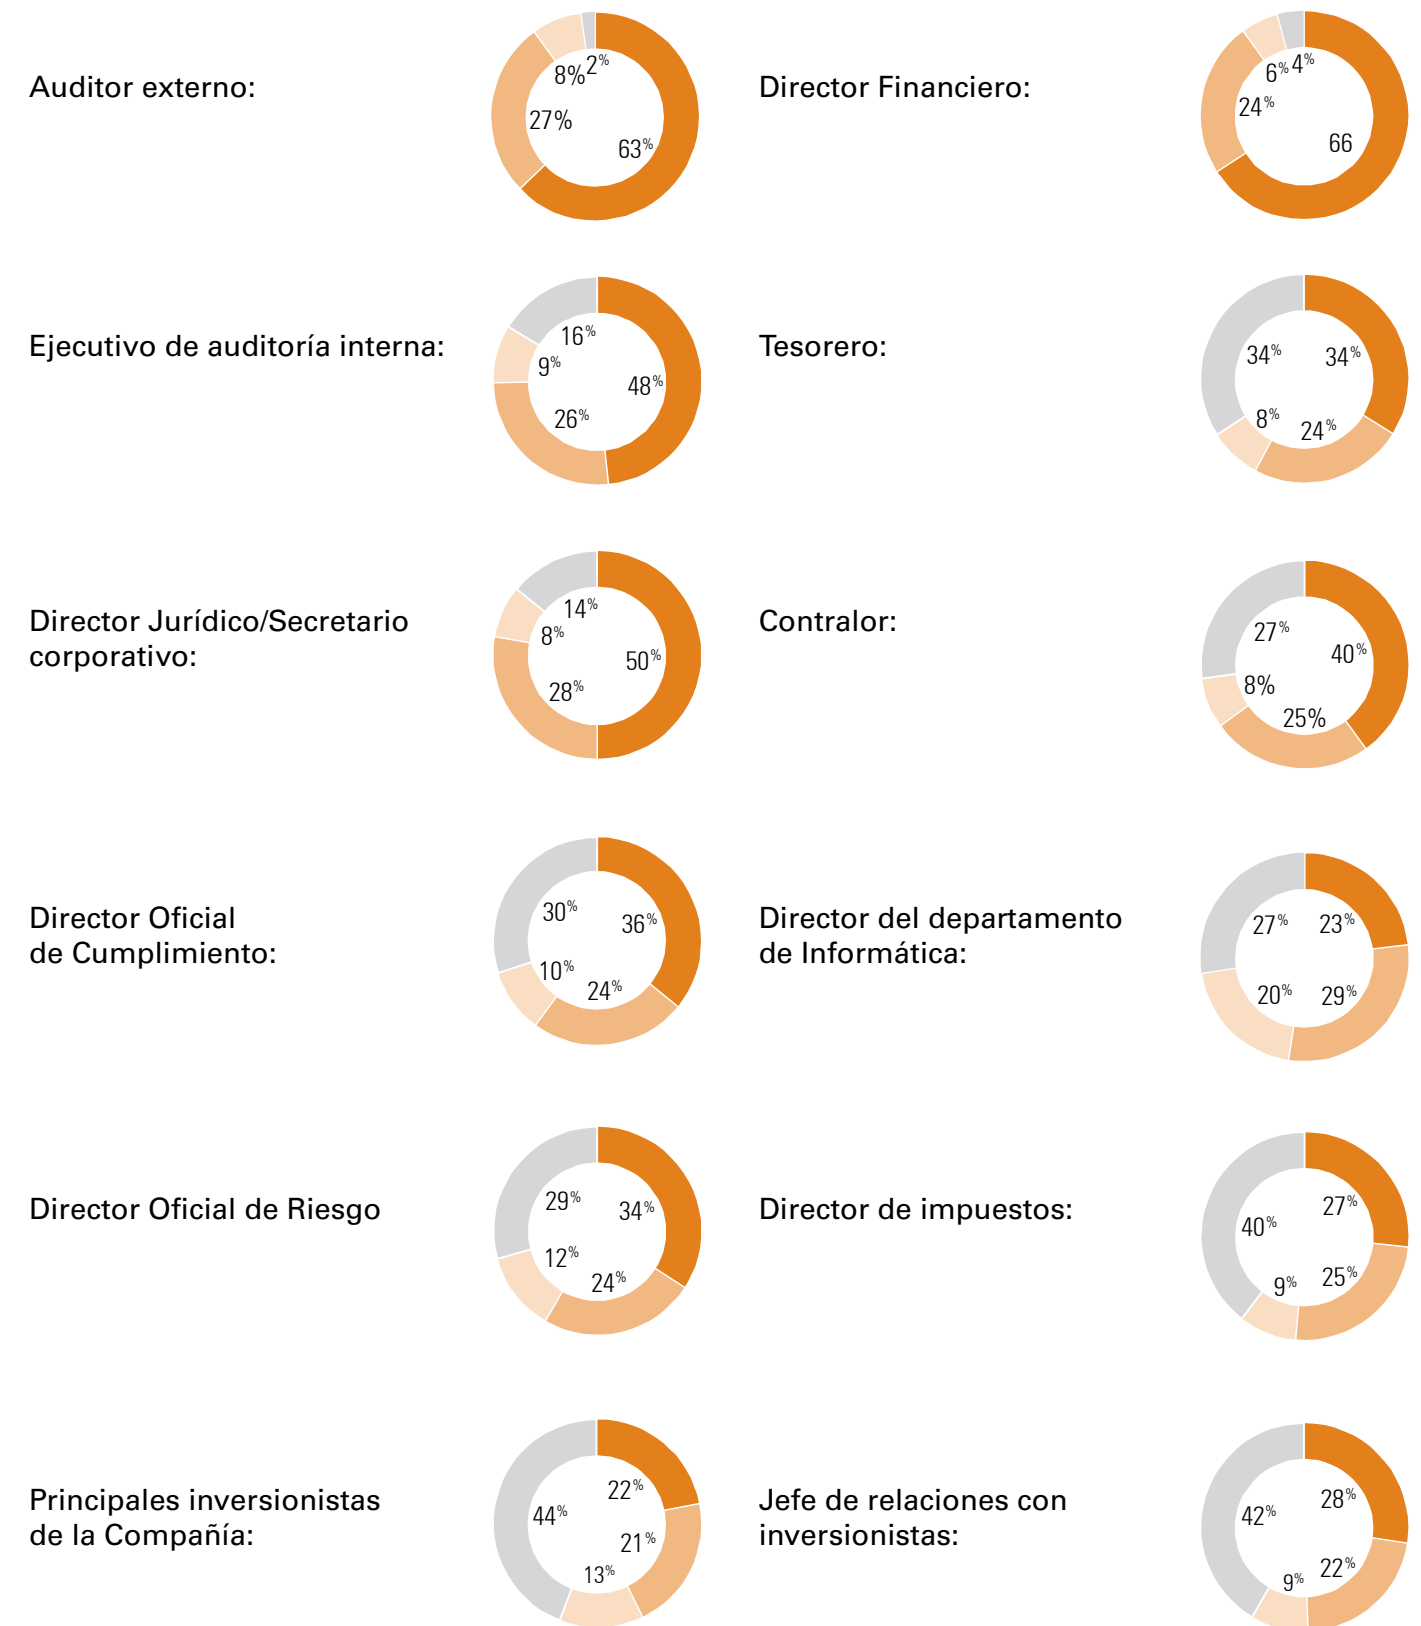 Auditor externo:
2%
8%
27%
63%
Director Financiero:
4%
6%
24%
66
Ejecutivo de auditoría interna:
16%
9%
48%
26%
Tesorero:
34%
34%
8%
24%
Director Jurídico/Secretario
corporativo:
14%
8%
50%
28%
Contralor:
27%
40%
8%
25%
Director Oficial
de Cumplimiento:
30%
36%
10%
24%
Director del departamento
de Informática:
27%
23%
20%
29%
Director Oficial de Riesgo
29%
34%
12%
24%
Director de impuestos:
27%
40%
25%
9%
Principales inversionistas
de la Compañía:
22%
44%
21%
13%
Jefe de relaciones con
inversionistas:
28%
42%
22%
9%